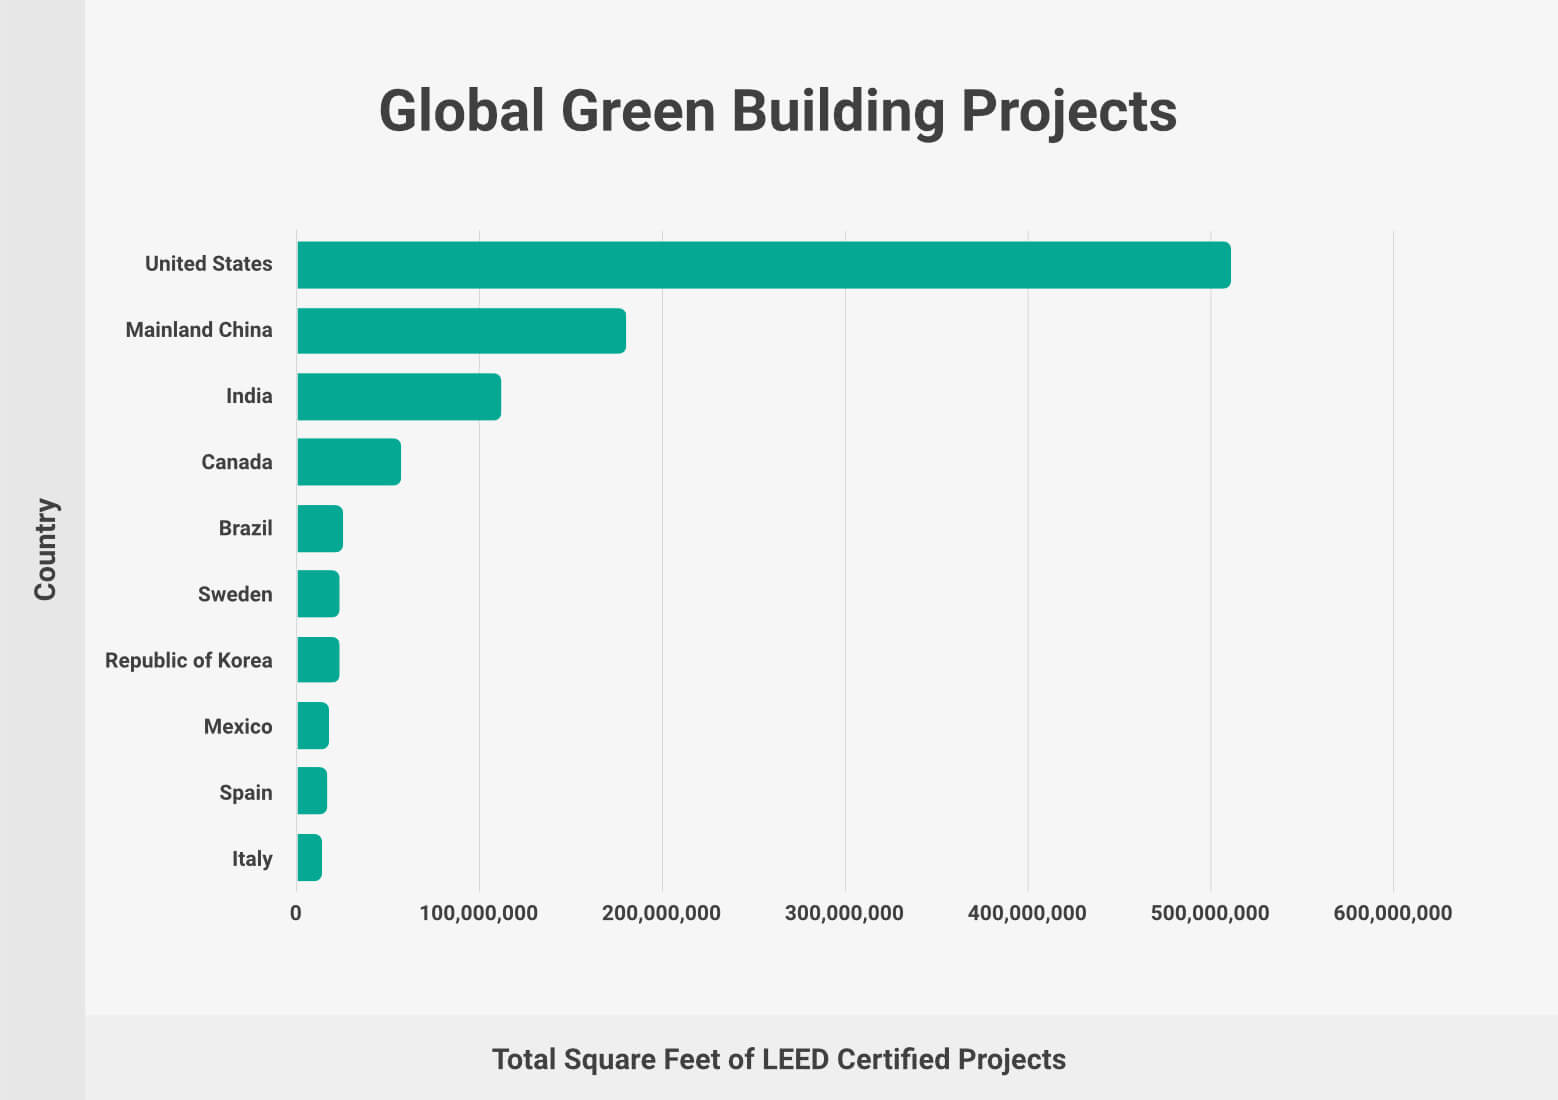 Global Green Building Projects
Country
United States
Mainland China
India
Canada
Brazil
Sweden
Republic of Korea
Mexico
Spain
Italy
0 100,000,000 200,000,000 300,000,000 400,000,000 500,000,000 600,000,000
Total Square Feet of LEED Certified Projects